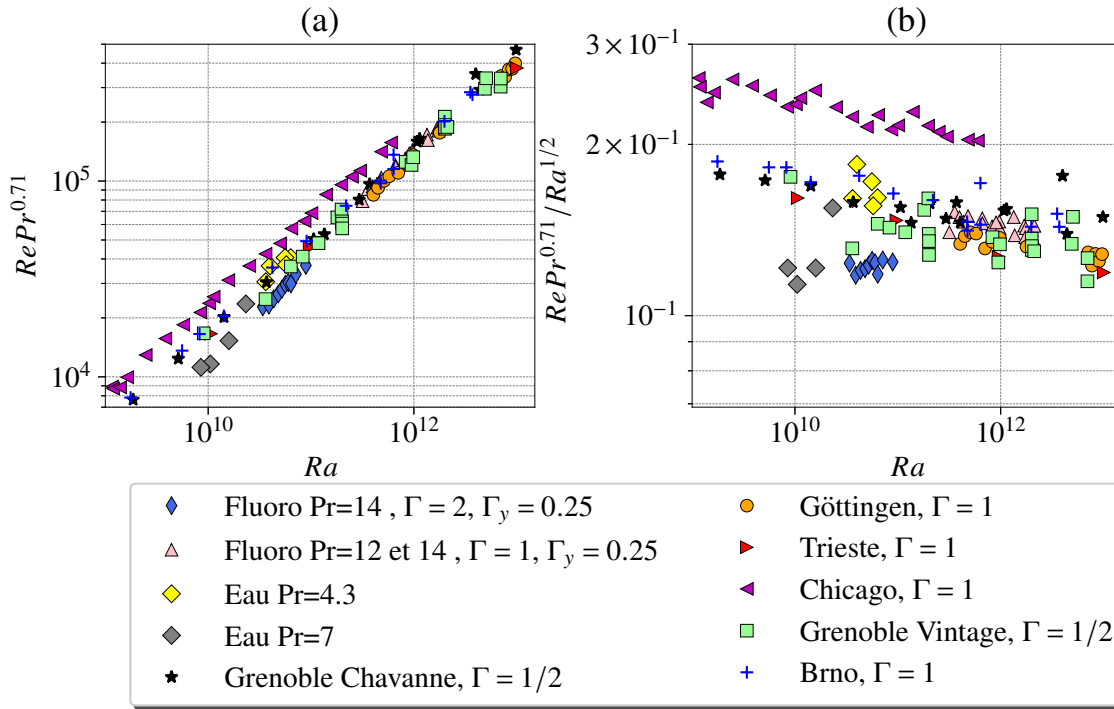 (a)
(b)
RePr^0.71
10^5
10^4
10^10
10^12
Ra
RePr^0.71/Ra^1/2
3 × 10^-1
2 × 10^-1
10^-1
10^10
10^12
Ra
Fluoro Pr=14 , Γ = 2, Γ_y = 0.25
Fluoro Pr=12 et 14 , Γ = 1, Γ_y = 0.25
Eau Pr=4.3
Eau Pr=7
Grenoble Chavanne, Γ = 1/2
Göttingen, Γ = 1
Trieste, Γ = 1
Chicago, Γ = 1
Grenoble Vintage, Γ = 1/2
Brno, Γ = 1